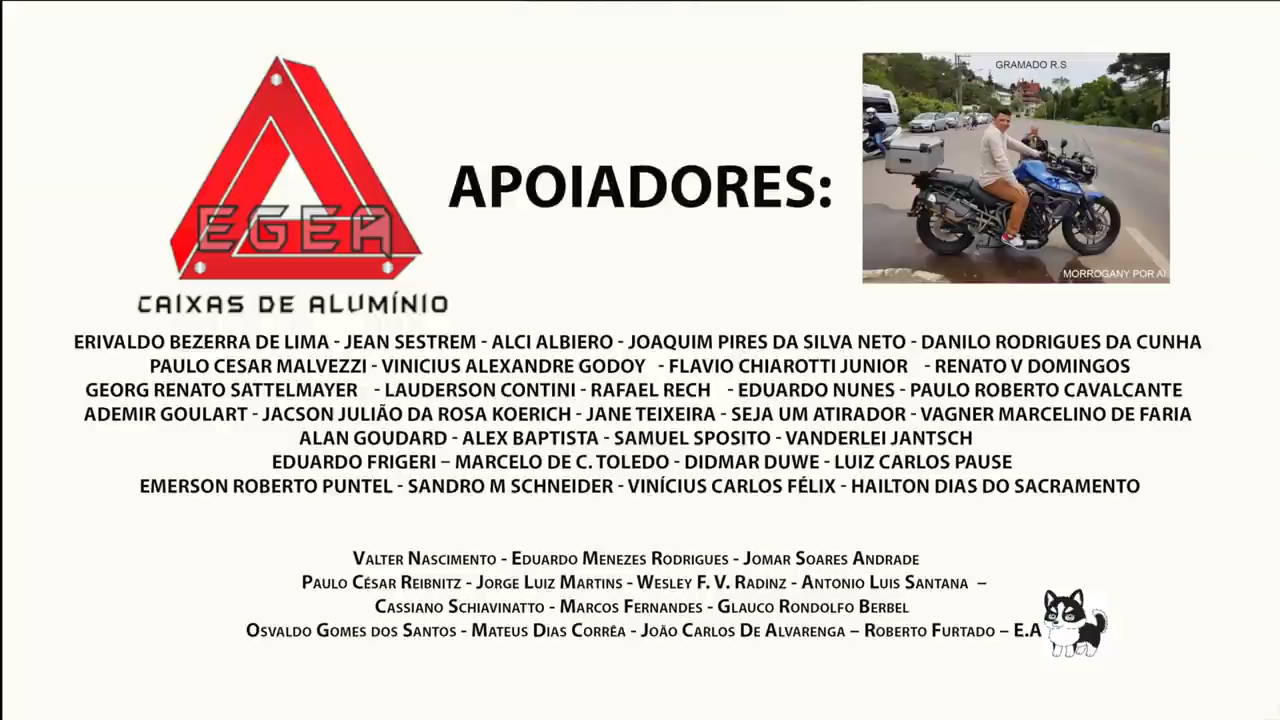 EGEA
CAIXAS DE ALUMÍNIO
APOIADORES:
GRAMADO R.S
MORROGANY POR AI
ERIVALDO BEZERRA DE LIMA - JEAN SESTREM - ALCI ALBIERO - JOAQUIM PIRES DA SILVA NETO - DANILO RODRIGUES DA CUNHA
PAULO CESAR MALVEZZI - VINICIUS ALEXANDRE GODOY - FLAVIO CHIAROTTI JUNIOR - RENATO V DOMINGOS
GEORG RENATO SATTELMAYER - LAUDERSON CONTINI - RAFAEL RECH - EDUARDO NUNES - PAULO ROBERTO CAVALCANTE
ADEMIR GOULART - JACSON JULIÃO DA ROSA KOERICH - JANE TEIXEIRA - SEJA UM ATIRADOR - VAGNER MARCELINO DE FARIA
ALAN GOUDARD - ALEX BAPTISTA - SAMUEL SPOSITO - VANDERLEI JANTSCH
EDUARDO FRIGERI – MARCELO DE C. TOLEDO - DIDMAR DUWE - LUIZ CARLOS PAUSE
EMERSON ROBERTO PUNTEL - SANDRO M SCHNEIDER - VINÍCIUS CARLOS FÉLIX - HAILTON DIAS DO SACRAMENTO
VALTER NASCIMENTO - EDUARDO MENEZES RODRIGUES - JOMAR SOARES ANDRADE
PAULO CÉSAR REIBNITZ - JORGE LUIZ MARTINS - WESLEY F. V. RADINZ - ANTONIO LUIS SANTANA –
CASSIANO SCHIAVINATTO - MARCOS FERNANDES - GLAUCO RONDOLFO BERBEL
OSVALDO GOMES DOS SANTOS - MATEUS DIAS CORRÊA - JOÃO CARLOS DE ALVARENGA – ROBERTO FURTADO – E.A